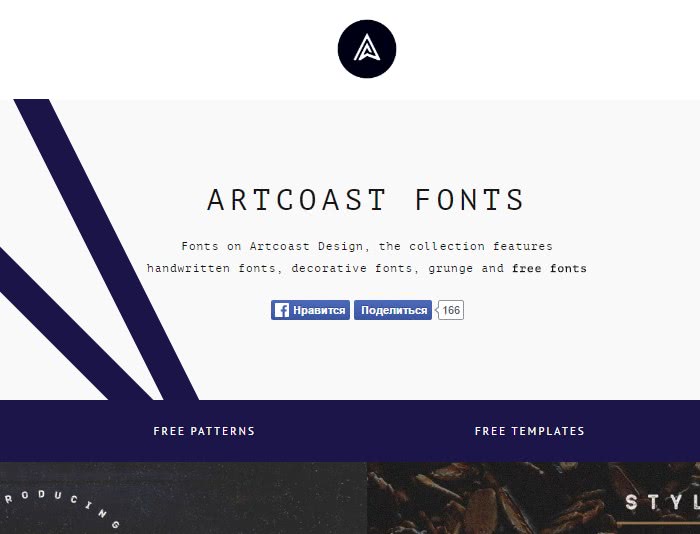 ARTCOAST FONTS
Fonts on Artcoast Design, the collection features
handwritten fonts, decorative fonts, grunge and free fonts
Нравится Поделиться 166
FREE PATTERNS FREE TEMPLATES
RODUCING
STYL